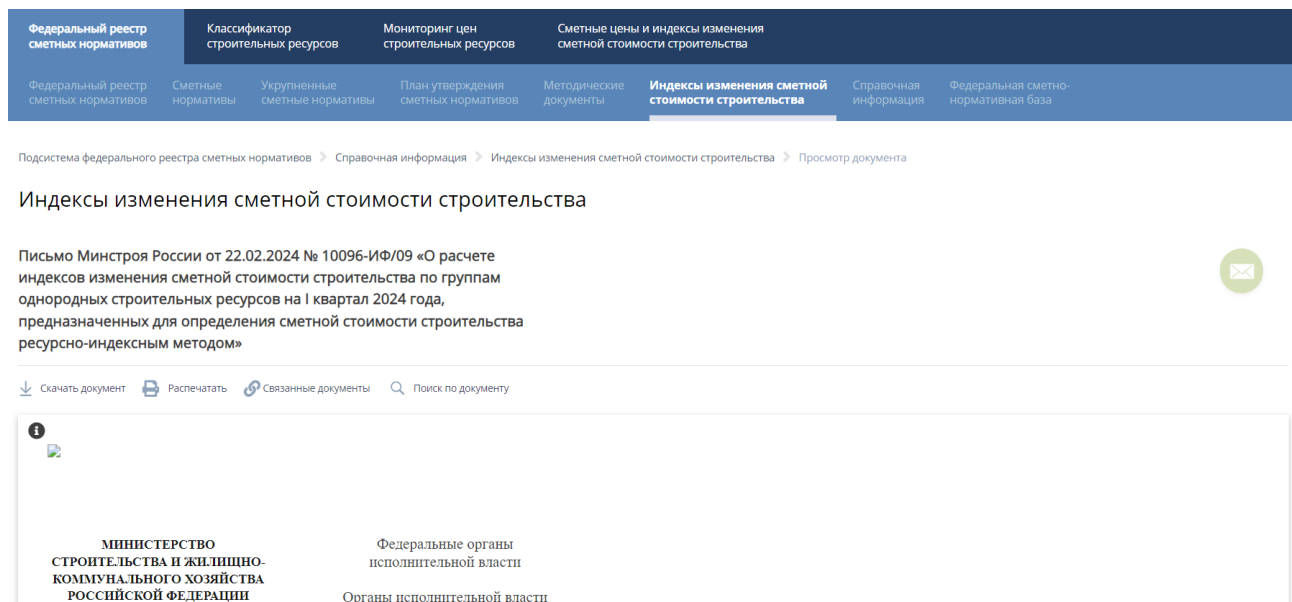 Федеральный реестр
сметных нормативов
Классификатор
строительных ресурсов
Мониторинг цен
строительных ресурсов
Сметные цены и индексы изменения
сметной стоимости строительства
Федеральный реестр
сметных нормативов
Сметные
нормативы
Укрупненные
сметные нормативы
План утверждения
сметных нормативов
Методические
документы
Индексы изменения сметной
стоимости строительства
Справочная
информация
Федеральная сметно-
нормативная база
Подсистема федерального реестра сметных нормативов > Справочная информация > Индексы изменения сметной стоимости строительства > Просмотр документа
Индексы изменения сметной стоимости строительства
Письмо Минстроя России от 22.02.2024 № 10096-ИФ/09 «О расчете
индексов изменения сметной стоимости строительства по группам
однородных строительных ресурсов на I квартал 2024 года,
предназначенных для определения сметной стоимости строительства
ресурсно-индексным методом»
Скачать документ Распечатать Связанные документы Поиск по документу
МИНИСТЕРСТВО
СТРОИТЕЛЬСТВА И ЖИЛИЩНО-
КОММУНАЛЬНОГО ХОЗЯЙСТВА
РОССИЙСКОЙ ФЕДЕРАЦИИ
Федеральные органы
исполнительной власти
Органы исполнительной власти